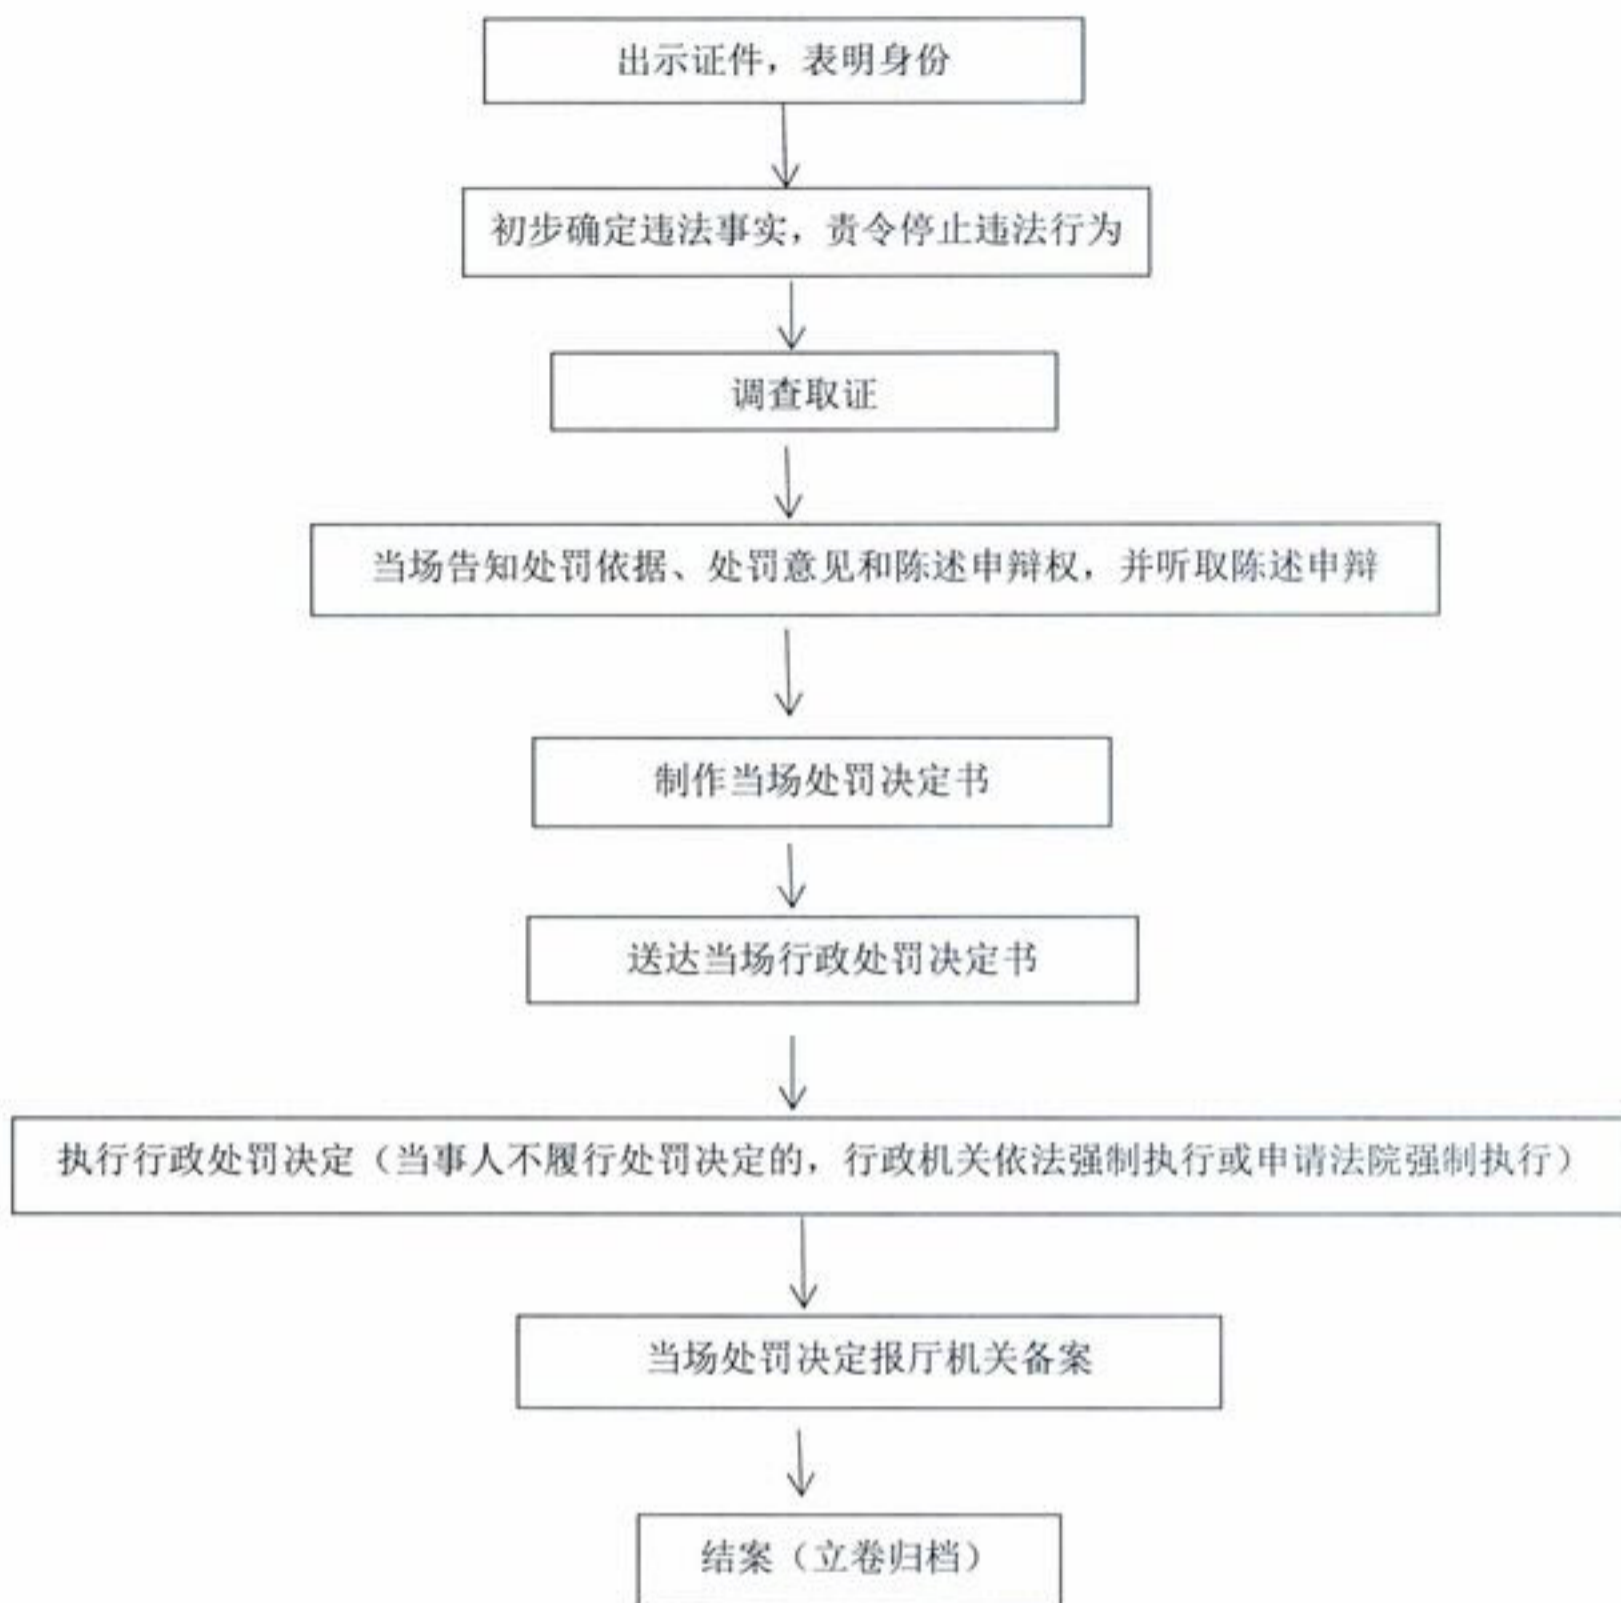 出示证件，表明身份
初步确定违法事实，责令停止违法行为
调查取证
当场告知处罚依据、处罚意见和陈述申辩权，并听取陈述申辩
制作当场处罚决定书
送达当场行政处罚决定书
执行行政处罚决定（当事人不履行处罚决定的，行政机关依法强制执行或申请法院强制执行）
当场处罚决定报厅机关备案
结案（立卷归档）